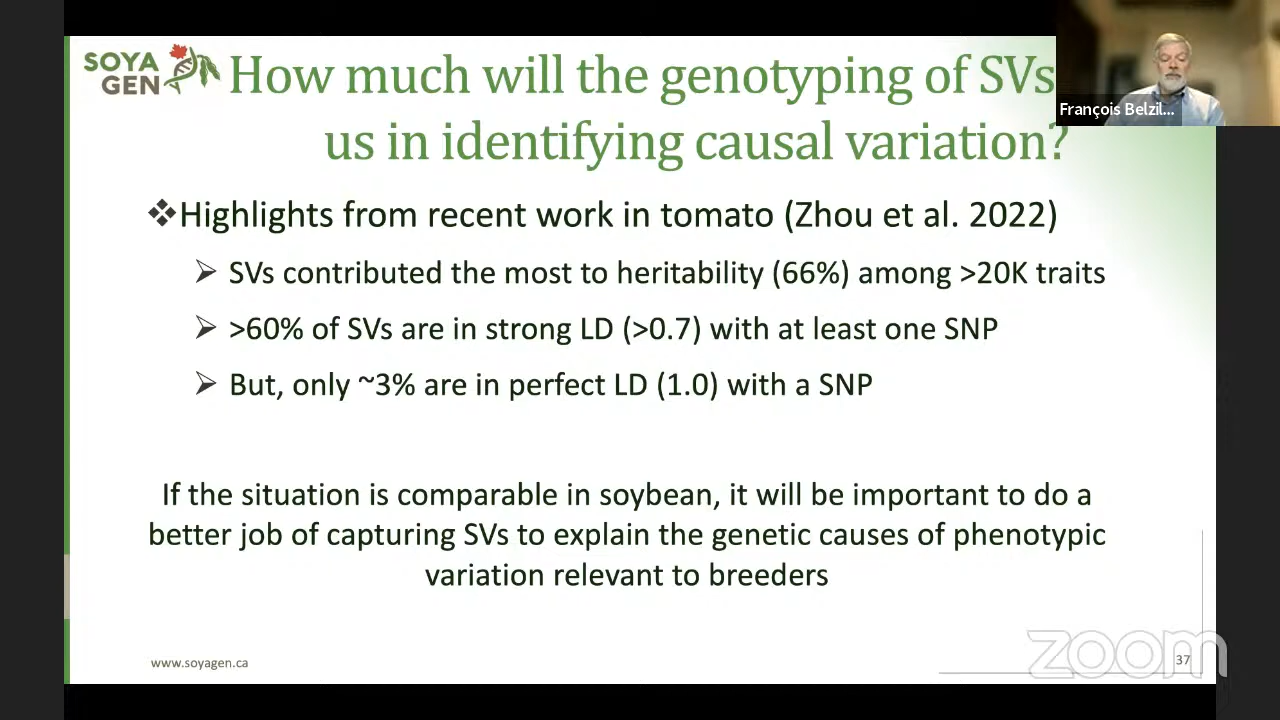 SOYA
GEN
How much will the genotyping of SVs
us in identifying causal variation?
François Belzil...
❖Highlights from recent work in tomato (Zhou et al. 2022)
➢ SVs contributed the most to heritability (66%) among >20K traits
➢ >60% of SVs are in strong LD (>0.7) with at least one SNP
➢ But, only ~3% are in perfect LD (1.0) with a SNP
If the situation is comparable in soybean, it will be important to do a
better job of capturing SVs to explain the genetic causes of phenotypic
variation relevant to breeders
www.soyagen.ca
zoom
37